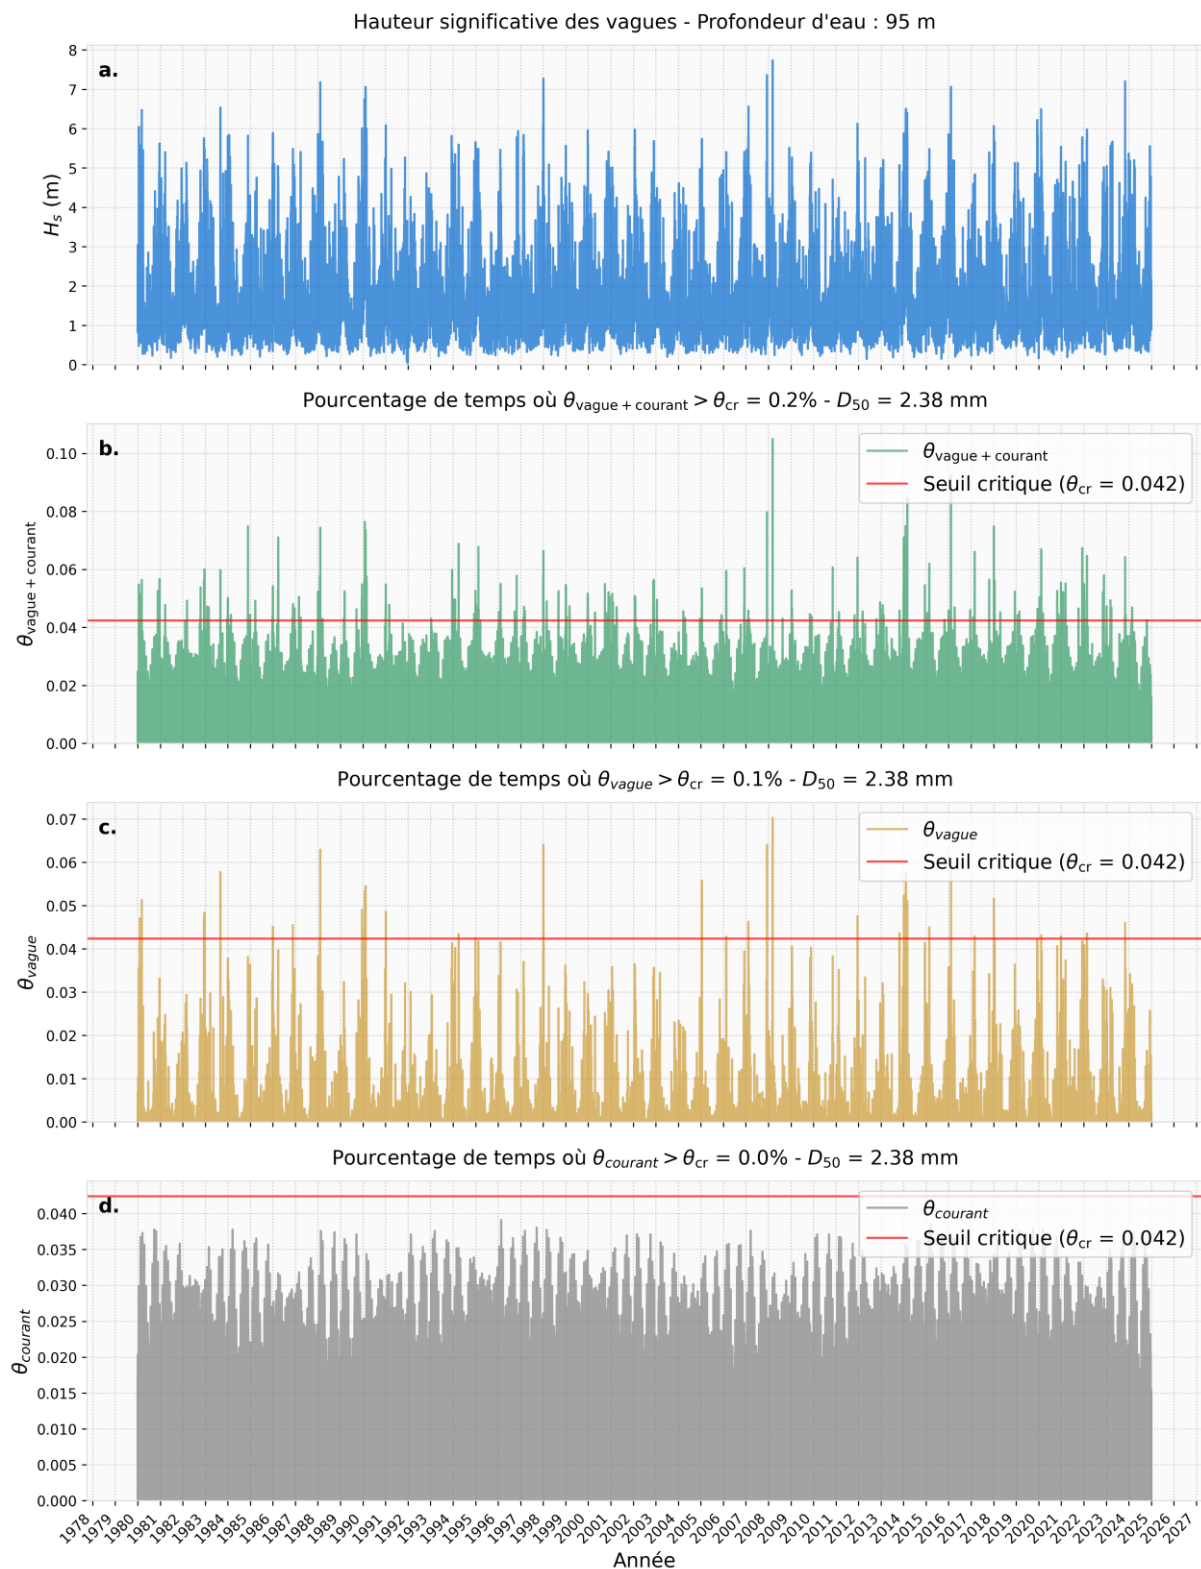 Hauteur significative des vagues - Profondeur d'eau : 95 m
a.
8
7
6
5
4
3
2
1
0
H_s (m)
Pourcentage de temps où θ_vague + courant > θ_cr = 0.2% - D_50 = 2.38 mm
b.
0.10
0.08
0.06
0.04
0.02
0.00
θ_vague + courant
θ_vague + courant
Seuil critique (θ_cr = 0.042)
Pourcentage de temps où θ_vague > θ_cr = 0.1% - D_50 = 2.38 mm
c.
0.07
0.06
0.05
0.04
0.03
0.02
0.01
0.00
θ_vague
θ_vague
Seuil critique (θ_cr = 0.042)
Pourcentage de temps où θ_courant > θ_cr = 0.0% - D_50 = 2.38 mm
d.
0.040
0.035
0.030
0.025
0.020
0.015
0.010
0.005
0.000
θ_courant
θ_courant
Seuil critique (θ_cr = 0.042)
1978 1979 1980 1981 1982 1983 1984 1985 1986 1987 1988 1989 1990 1991 1992 1993 1994 1995 1996 1997 1998 1999 2000 2001 2002 2003 2004 2005 2006 2007 2008 2009 2010 2011 2012 2013 2014 2015 2016 2017 2018 2019 2020 2021 2022 2023 2024 2025 2026 2027
Année